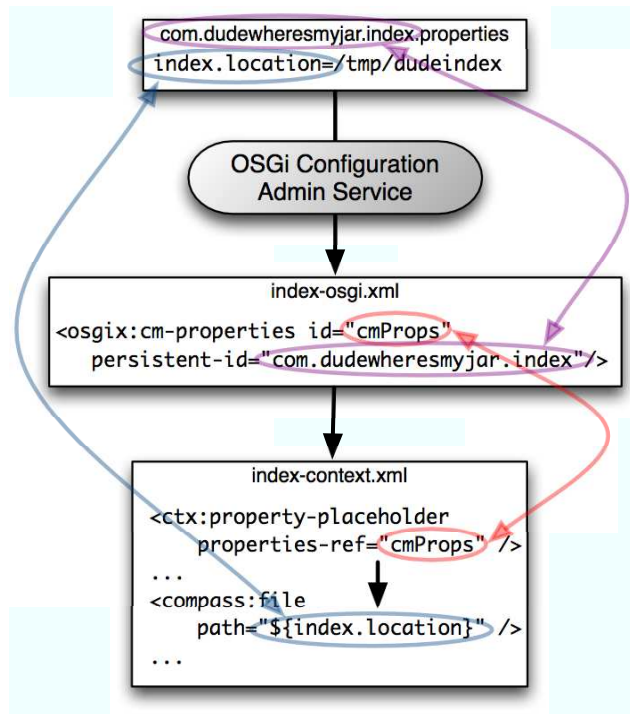 com.dudewheresmyjar.index.properties
index.location=/tmp/dudeindex
OSGi Configuration
Admin Service
index-osgi.xml
<osgix:cm-properties id="cmProps"
persistent-id="com.dudewheresmyjar.index"/>
index-context.xml
<ctx:property-placeholder
properties-ref="cmProps" />
...
<compass:file
path="${index.location}" />
...